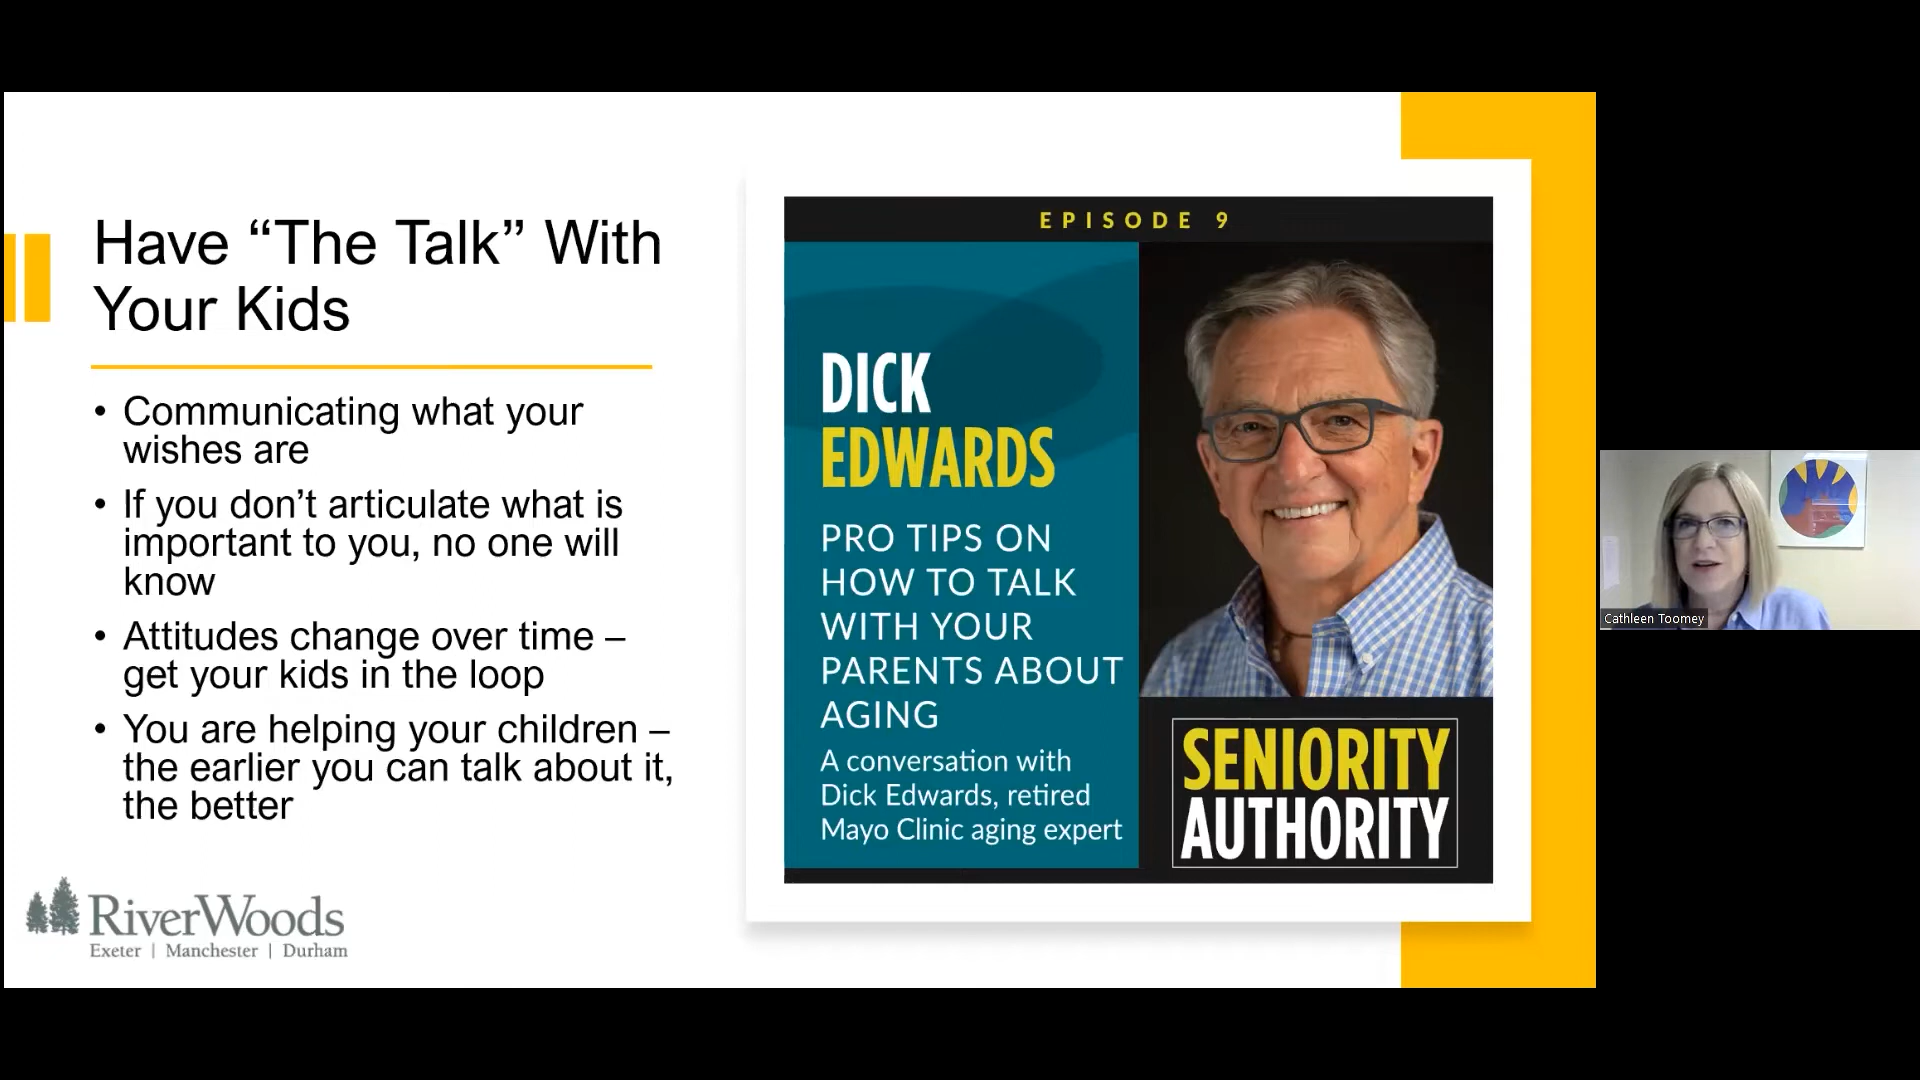 Have “The Talk” With
Your Kids
• Communicating what your
wishes are
• If you don’t articulate what is
important to you, no one will
know
• Attitudes change over time –
get your kids in the loop
• You are helping your children –
the earlier you can talk about it,
the better
RiverWoods
Exeter | Manchester | Durham
EPISODE 9
DICK
EDWARDS
PRO TIPS ON
HOW TO TALK
WITH YOUR
PARENTS ABOUT
AGING
A conversation with
Dick Edwards, retired
Mayo Clinic aging expert
SENIORITY
AUTHORITY
Cathleen Toomey